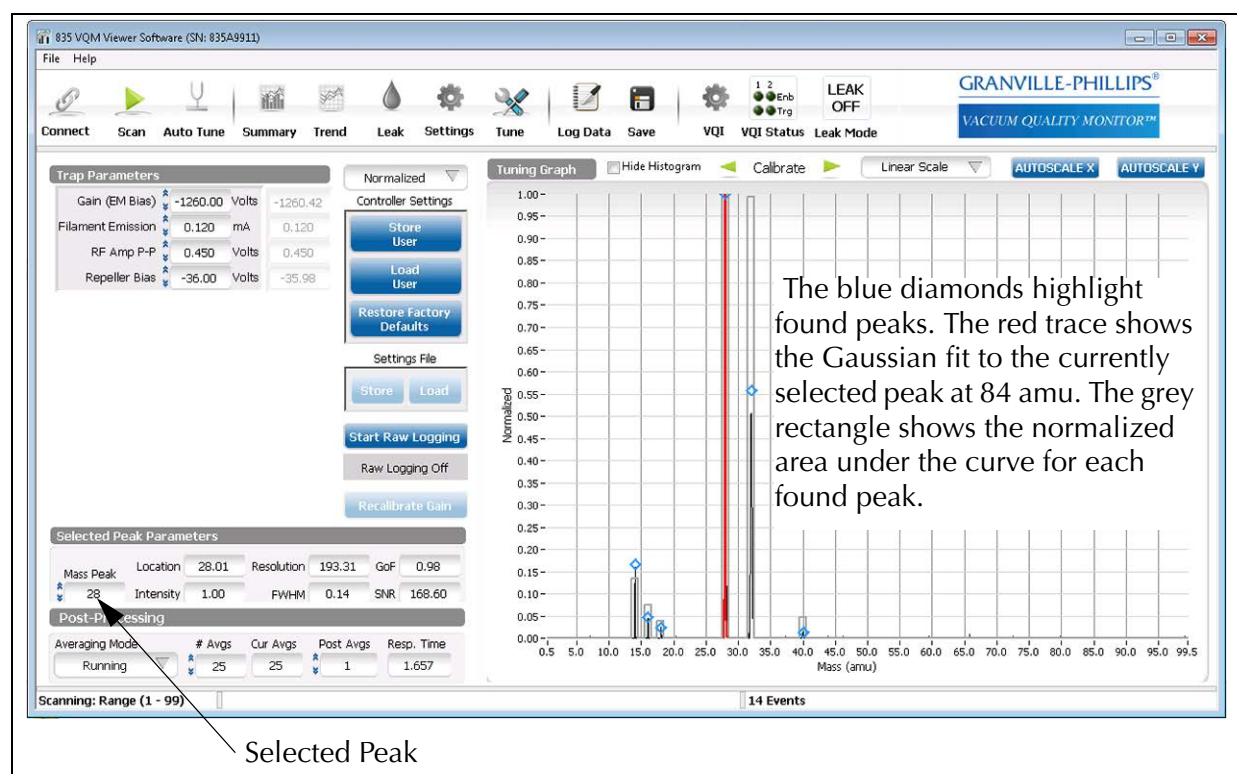 835 VQM Viewer Software (SN: 835A9911)
File Help
Connect Scan Auto Tune Summary Trend Leak Settings Tune Log Data Save VQI VQI Status Leak Mode
1 2
Enb
Trg
LEAK
OFF
GRANVILLE-PHILLIPS®
VACUUM QUALITY MONITOR™
Trap Parameters
Gain (EM Bias) -1260.00 Volts -1260.42
Filament Emission 0.120 mA 0.120
RF Amp P-P 0.450 Volts 0.450
Repeller Bias -36.00 Volts -35.98
Normalized
Controller Settings
Store
User
Load
User
Restore Factory
Defaults
Settings File
Store Load
Start Raw Logging
Raw Logging Off
Recalibrate Gain
Tuning Graph Hide Histogram Calibrate Linear Scale AUTOSCALE X AUTOSCALE Y
1.00
0.95
0.90
0.85
0.80
0.75
0.70
0.65
0.60
0.55
0.50
0.45
0.40
0.35
0.30
0.25
0.20
0.15
0.10
0.05
0.00
Normalized
0.5 5.0 10.0 15.0 20.0 25.0 30.0 35.0 40.0 45.0 50.0 55.0 60.0 65.0 70.0 75.0 80.0 85.0 90.0 95.0 99.5
Mass (amu)
The blue diamonds highlight
found peaks. The red trace shows
the Gaussian fit to the currently
selected peak at 84 amu. The grey
rectangle shows the normalized
area under the curve for each
found peak.
Selected Peak Parameters
Mass Peak Location 28.01 Resolution 193.31 GoF 0.98
28 Intensity 1.00 FWHM 0.14 SNR 168.60
Post-Processing
Averaging Mode # Avgs Cur Avgs Post Avgs Resp. Time
Running 25 25 1 1.657
Scanning: Range (1 - 99) 14 Events
Selected Peak